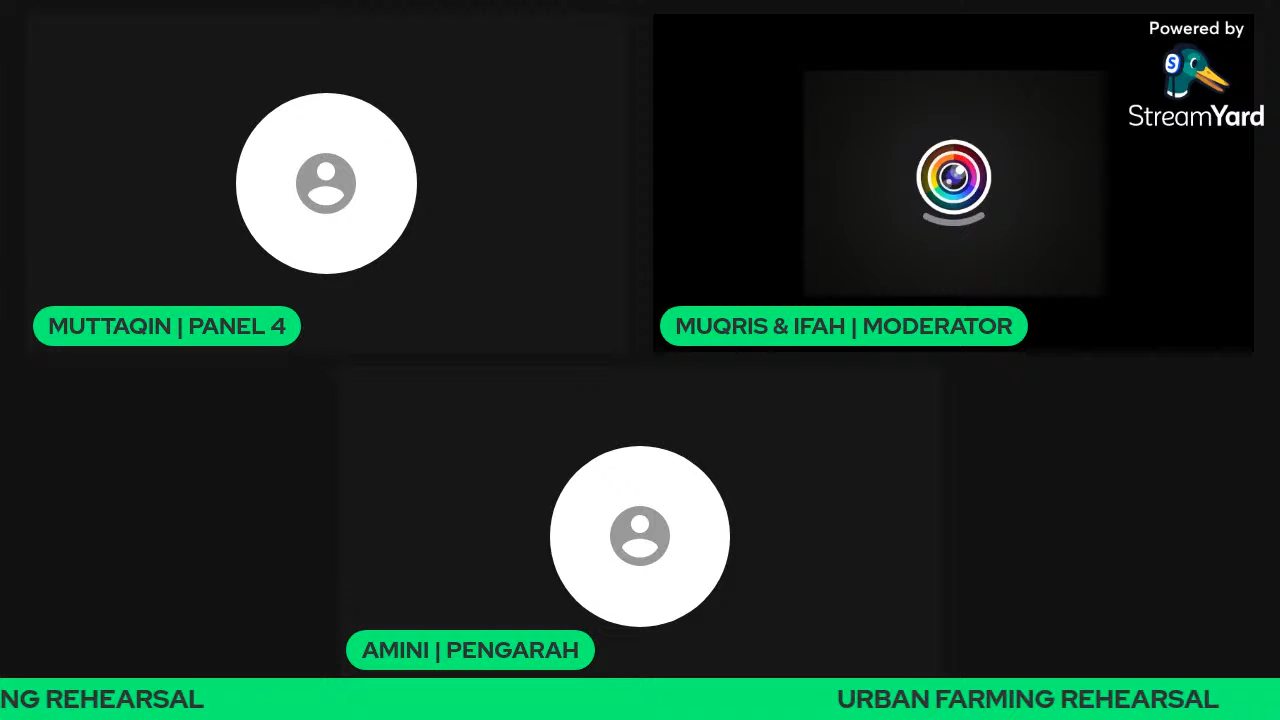 Powered by
StreamYard
MUTTAQIN | PANEL 4
MUQRIS & IFAH | MODERATOR
AMINI | PENGARAH
NG REHEARSAL
URBAN FARMING REHEARSAL